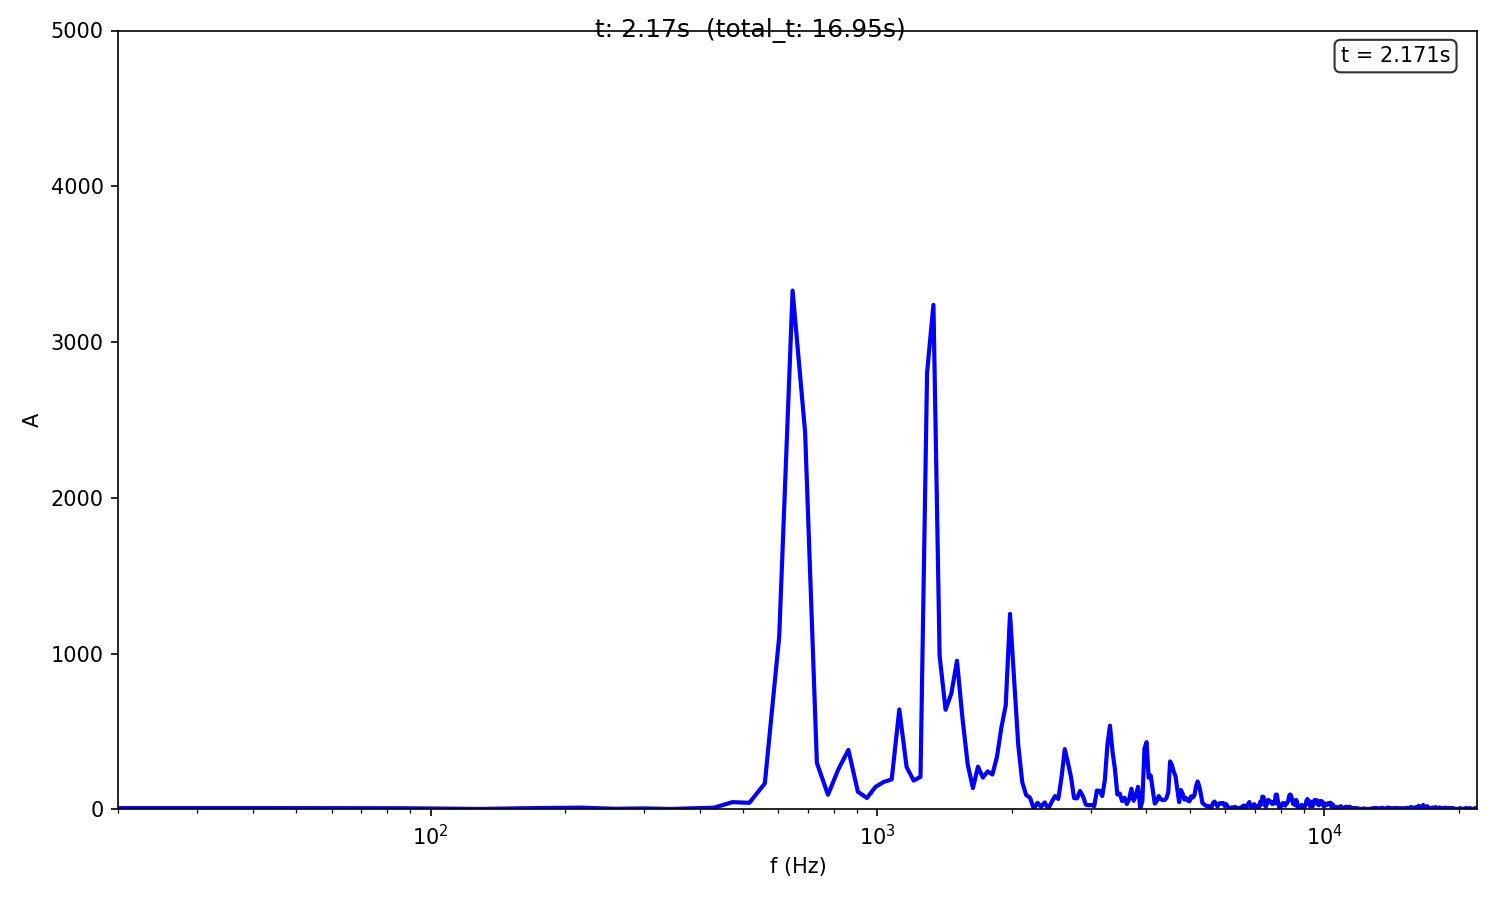 t: 2.17s (total_t: 16.95s)
t = 2.171s
5000
4000
3000
2000
1000
0
A
10²
10³
10⁴
f (Hz)